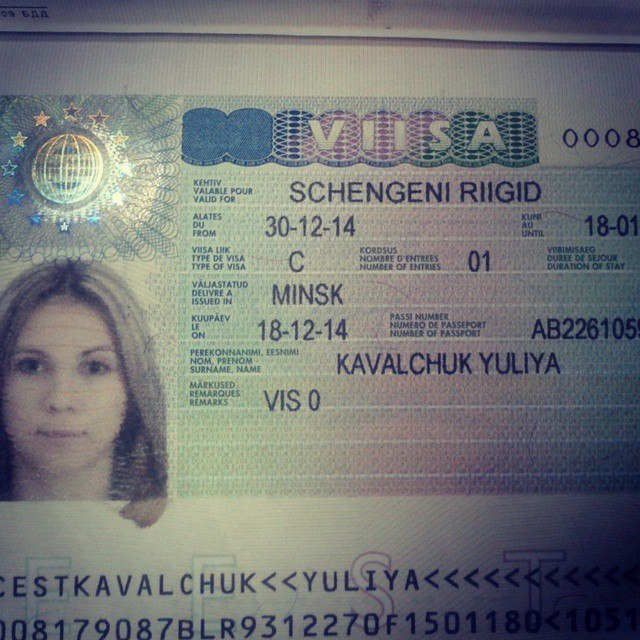 VIISA 0008
KEHTIV
VALABLE POUR
VALID FOR
SCHENGENI RIIGID
ALATES
DU
FROM
30-12-14
KUNI
AU
UNTIL
18-01
VIISA LIIK
TYPE DE VISA
TYPE OF VISA
C
KORDSUS
NOMBRE D'ENTREES
NUMBER OF ENTRIES
01
VIIBIMISAEG
DUREE DE SEJOUR
DURATION OF STAY
VÄLJASTATUD
DELIVRE A
ISSUED IN
MINSK
KUUPÄEV
LE
ON
18-12-14
PASSI NUMBER
NUMERO DE PASSEPORT
NUMBER OF PASSPORT
AB2261055
PEREKONNANIMI, EESNIMI
NOM, PRENOM
SURNAME, NAME
KAVALCHUK YULIYA
MÄRKUSED
REMARQUES
REMARKS
VIS 0
E E S T
CESTKAVALCHUK<<YULIYA<<<<<<<<<<
008179087BLR9312270F1501180<1051